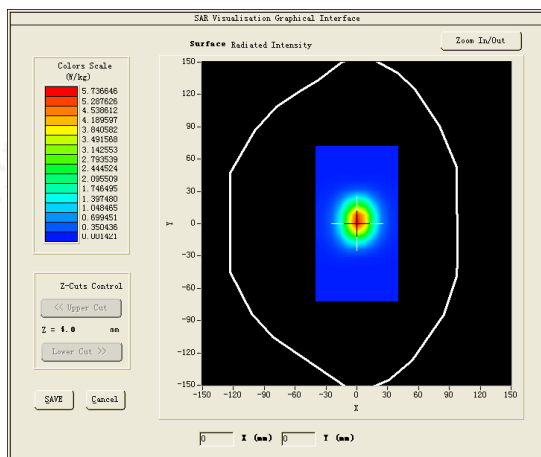 SAR Visualisation Graphical Interface
Surface Radiated Intensity
Zoom In/Out
Colors Scale
(W/kg)
5.736646
5.287626
4.538612
4.189597
3.840582
3.491568
3.142553
2.793539
2.444524
2.095509
1.746495
1.397480
1.048465
0.699451
0.350436
0.001421
Z-Cuts Control
<< Upper Cut
Z = 4.0 mm
Lower Cut >>
SAVE
Cancel
150
120
90
60
30
0
-30
-60
-90
-120
-150
Y
-150 -120 -90 -60 -30 0 30 60 90 120 150
X
0 X (mm) 0 Y (mm)